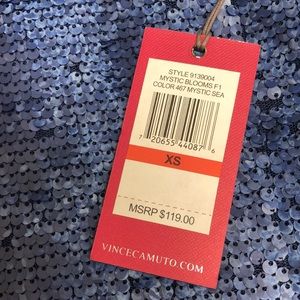 STYLE 9139004
MYSTIC BLOOMS F1
COLOR 467 MYSTIC SEA
7 20655 44087 6
XS
MSRP $119.00
VINCECAMUTO.COM